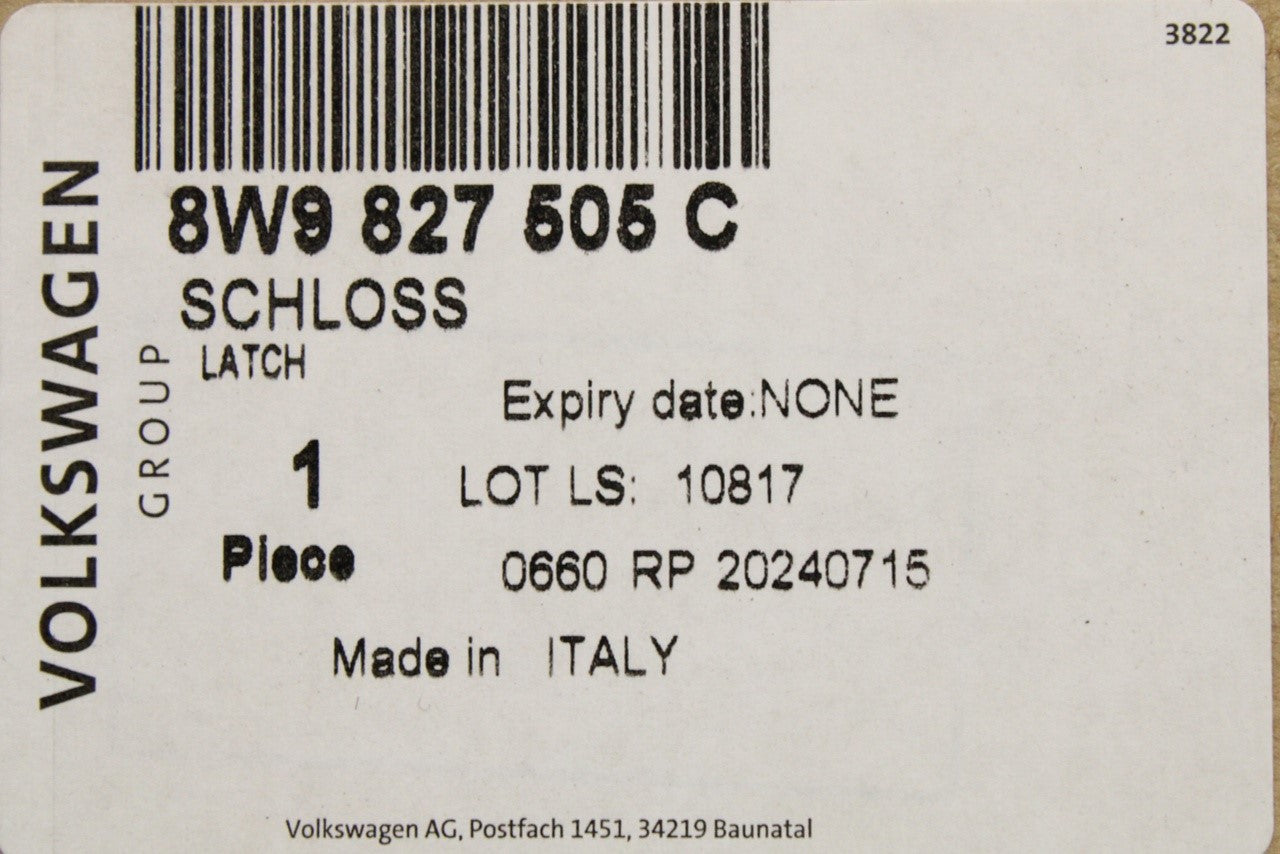 3822
VOLKSWAGEN
GROUP
8W9 827 505 C
SCHLOSS
LATCH
Expiry date:NONE
1
LOT LS: 10817
Piece
0660 RP 20240715
Made in ITALY
Volkswagen AG, Postfach 1451, 34219 Baunatal